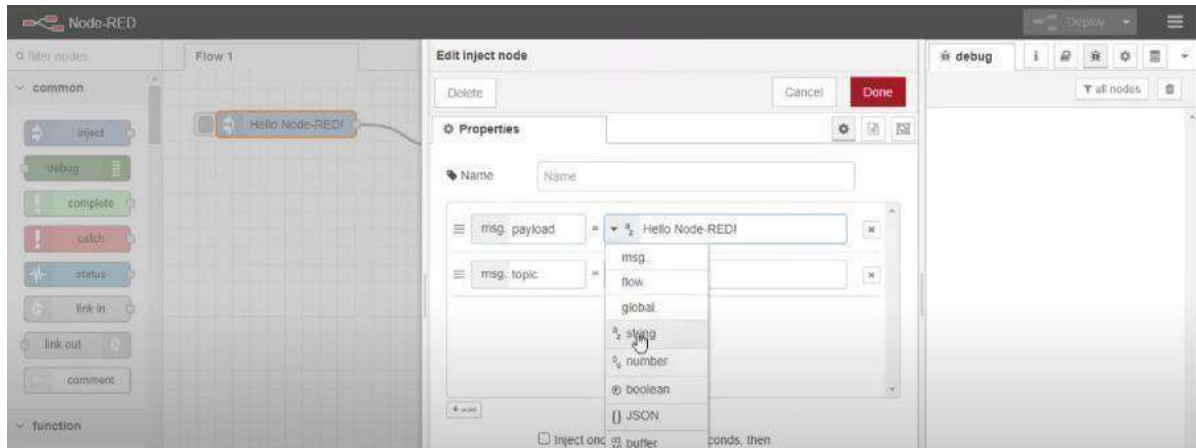 Node-RED
Deploy
filter nodes
Flow 1
Edit inject node
debug
i
common
Delete
Cancel
Done
all nodes
inject
Hello Node-RED!
Properties
debug
Name
Name
complete
msg. payload
=
Hello Node-RED!
catch
msg.
status
msg. topic
=
flow.
global.
link in
string
link out
number
comment
boolean
+ add
{} JSON
function
Inject onc
buffer
conds, then